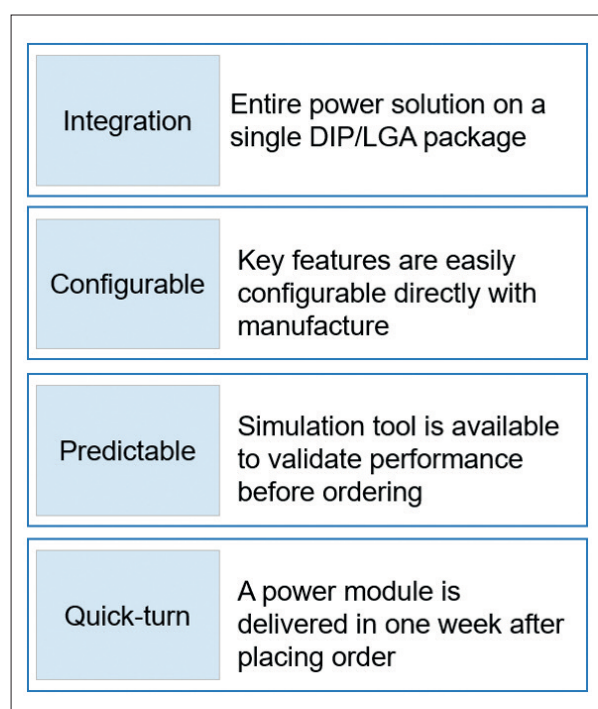 Integration
Entire power solution on a
single DIP/LGA package
Configurable
Key features are easily
configurable directly with
manufacture
Predictable
Simulation tool is available
to validate performance
before ordering
Quick-turn
A power module is
delivered in one week after
placing order